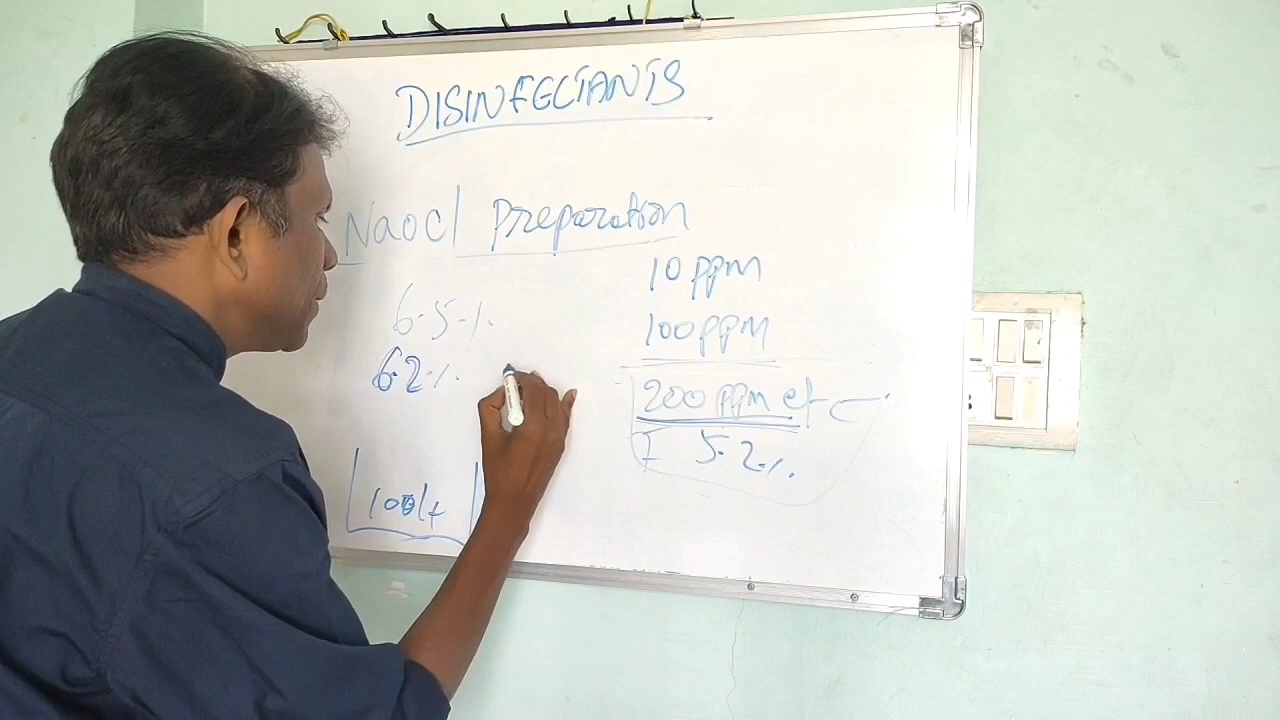 DISINFECTANTS
NaOCl Preparation
10 ppm
100 ppm
6.5 %
6.2 %
200 ppm etc
I 5.2 %
100 lt